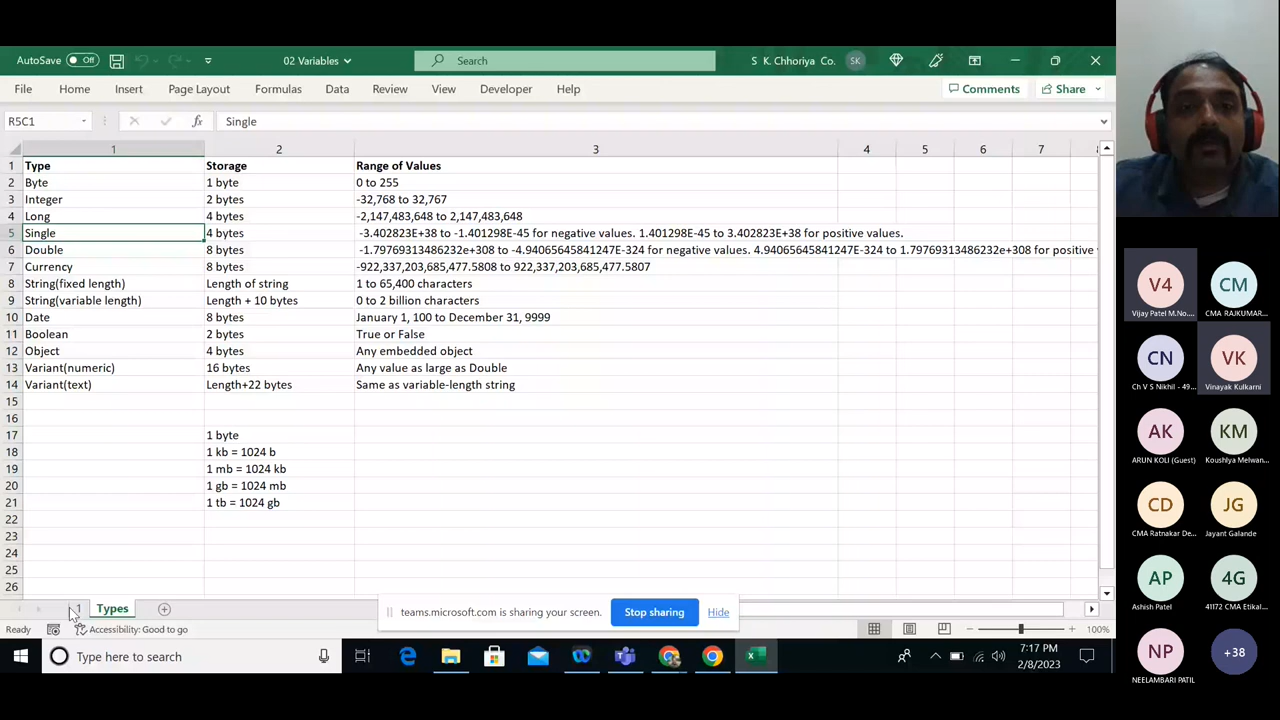 AutoSave Off 02 Variables Search S K. Chhoriya Co. SK
File Home Insert Page Layout Formulas Data Review View Developer Help Comments Share
R5C1 fx Single
1 2 3 4 5 6 7
1 Type Storage Range of Values
2 Byte 1 byte 0 to 255
3 Integer 2 bytes -32,768 to 32,767
4 Long 4 bytes -2,147,483,648 to 2,147,483,648
5 Single 4 bytes -3.402823E+38 to -1.401298E-45 for negative values. 1.401298E-45 to 3.402823E+38 for positive values.
6 Double 8 bytes -1.79769313486232e+308 to -4.94065645841247E-324 for negative values. 4.94065645841247E-324 to 1.79769313486232e+308 for positive
7 Currency 8 bytes -922,337,203,685,477.5808 to 922,337,203,685,477.5807
8 String(fixed length) Length of string 1 to 65,400 characters
9 String(variable length) Length + 10 bytes 0 to 2 billion characters
10 Date 8 bytes January 1, 100 to December 31, 9999
11 Boolean 2 bytes True or False
12 Object 4 bytes Any embedded object
13 Variant(numeric) 16 bytes Any value as large as Double
14 Variant(text) Length+22 bytes Same as variable-length string
15
16
17 1 byte
18 1 kb = 1024 b
19 1 mb = 1024 kb
20 1 gb = 1024 mb
21 1 tb = 1024 gb
22
23
24
25
26
1 Types
teams.microsoft.com is sharing your screen. Stop sharing Hide
Ready Accessibility: Good to go 100%
Type here to search
7:17 PM
2/8/2023
V4 CM
Vijay Patel M.No.... CMA RAJKUMAR...
CN VK
Ch V S Nikhil - 49... Vinayak Kulkarni
AK KM
ARUN KOLI (Guest) Koushlya Melwan...
CD JG
CMA Ratnakar De... Jayant Galande
AP 4G
Ashish Patel 41172 CMA Etikal...
NP +38
NEELAMBARI PATIL